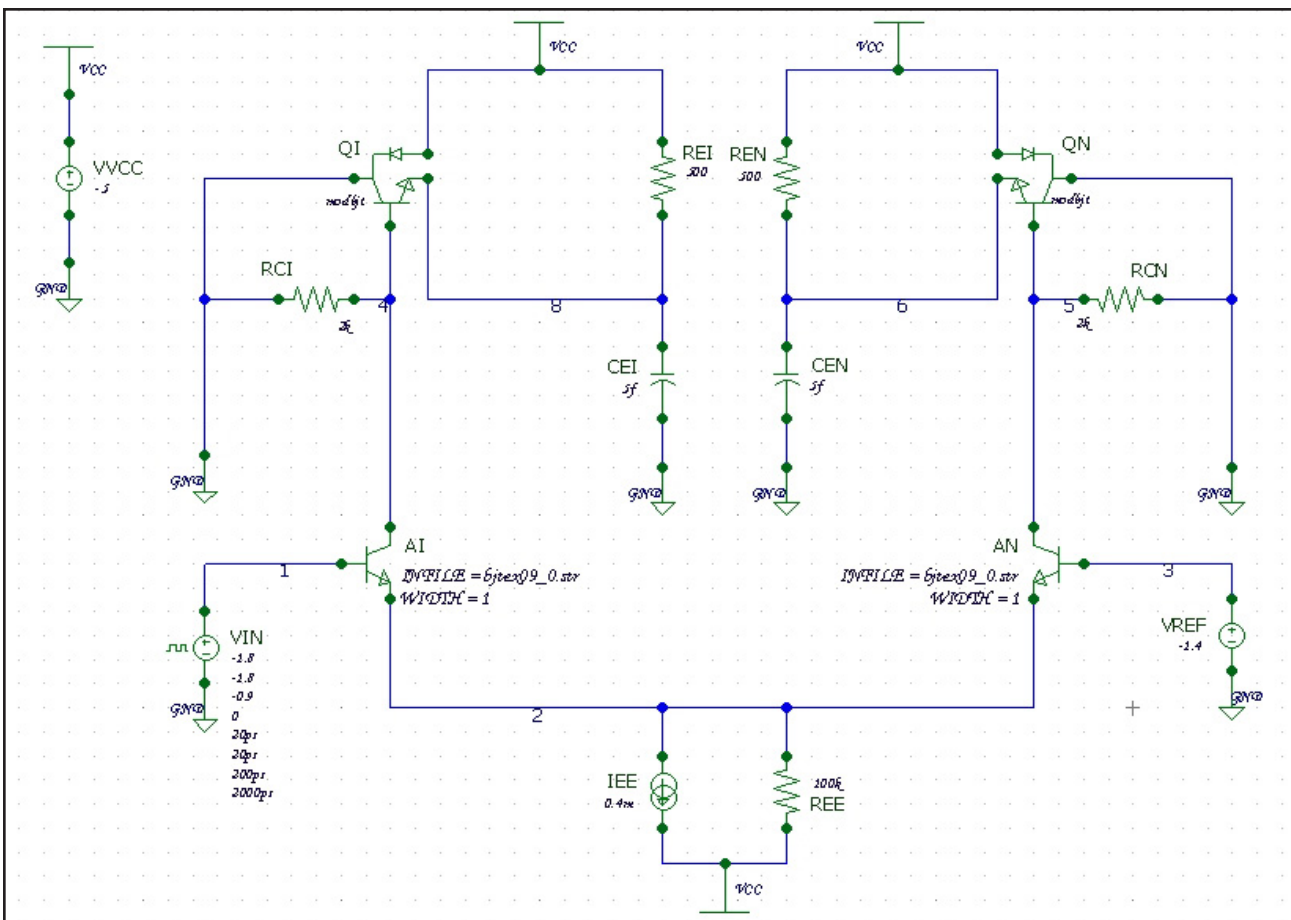 VCC
VCC
VCC
VVCC
-5
GND
QI
modbjt
REI
500
REN
500
QN
modbjt
RCI
2k
4
8
6
5
RCN
2k
CEI
5f
CEN
5f
GND
GND
GND
GND
1
AI
INFILE = bjtex09_0.str
WIDTH = 1
AN
INFILE = bjtex09_0.str
WIDTH = 1
3
VIN
-1.8
-1.8
-0.9
0
20ps
20ps
200ps
2000ps
GND
VREF
-1.4
GND
2
IEE
0.4m
100k
REE
VCC